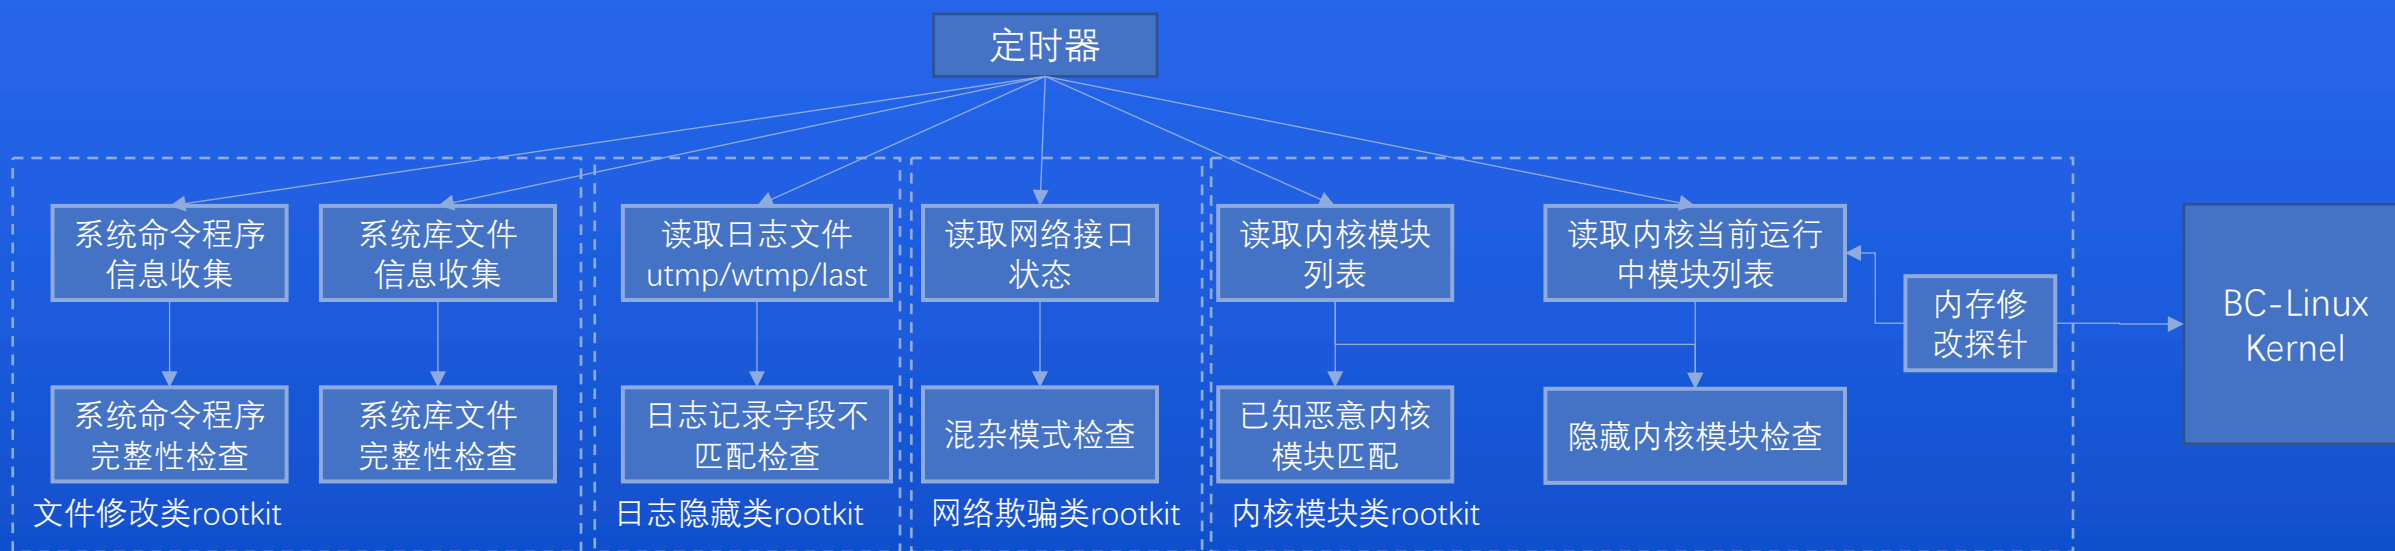 定时器
系统命令程序
信息收集
系统库文件
信息收集
读取日志文件
utmp/wtmp/last
读取网络接口
状态
读取内核模块
列表
读取内核当前运行
中模块列表
内存修
改探针
BC-Linux
Kernel
系统命令程序
完整性检查
系统库文件
完整性检查
日志记录字段不
匹配检查
混杂模式检查
已知恶意内核
模块匹配
隐藏内核模块检查
文件修改类rootkit
日志隐藏类rootkit
网络欺骗类rootkit
内核模块类rootkit